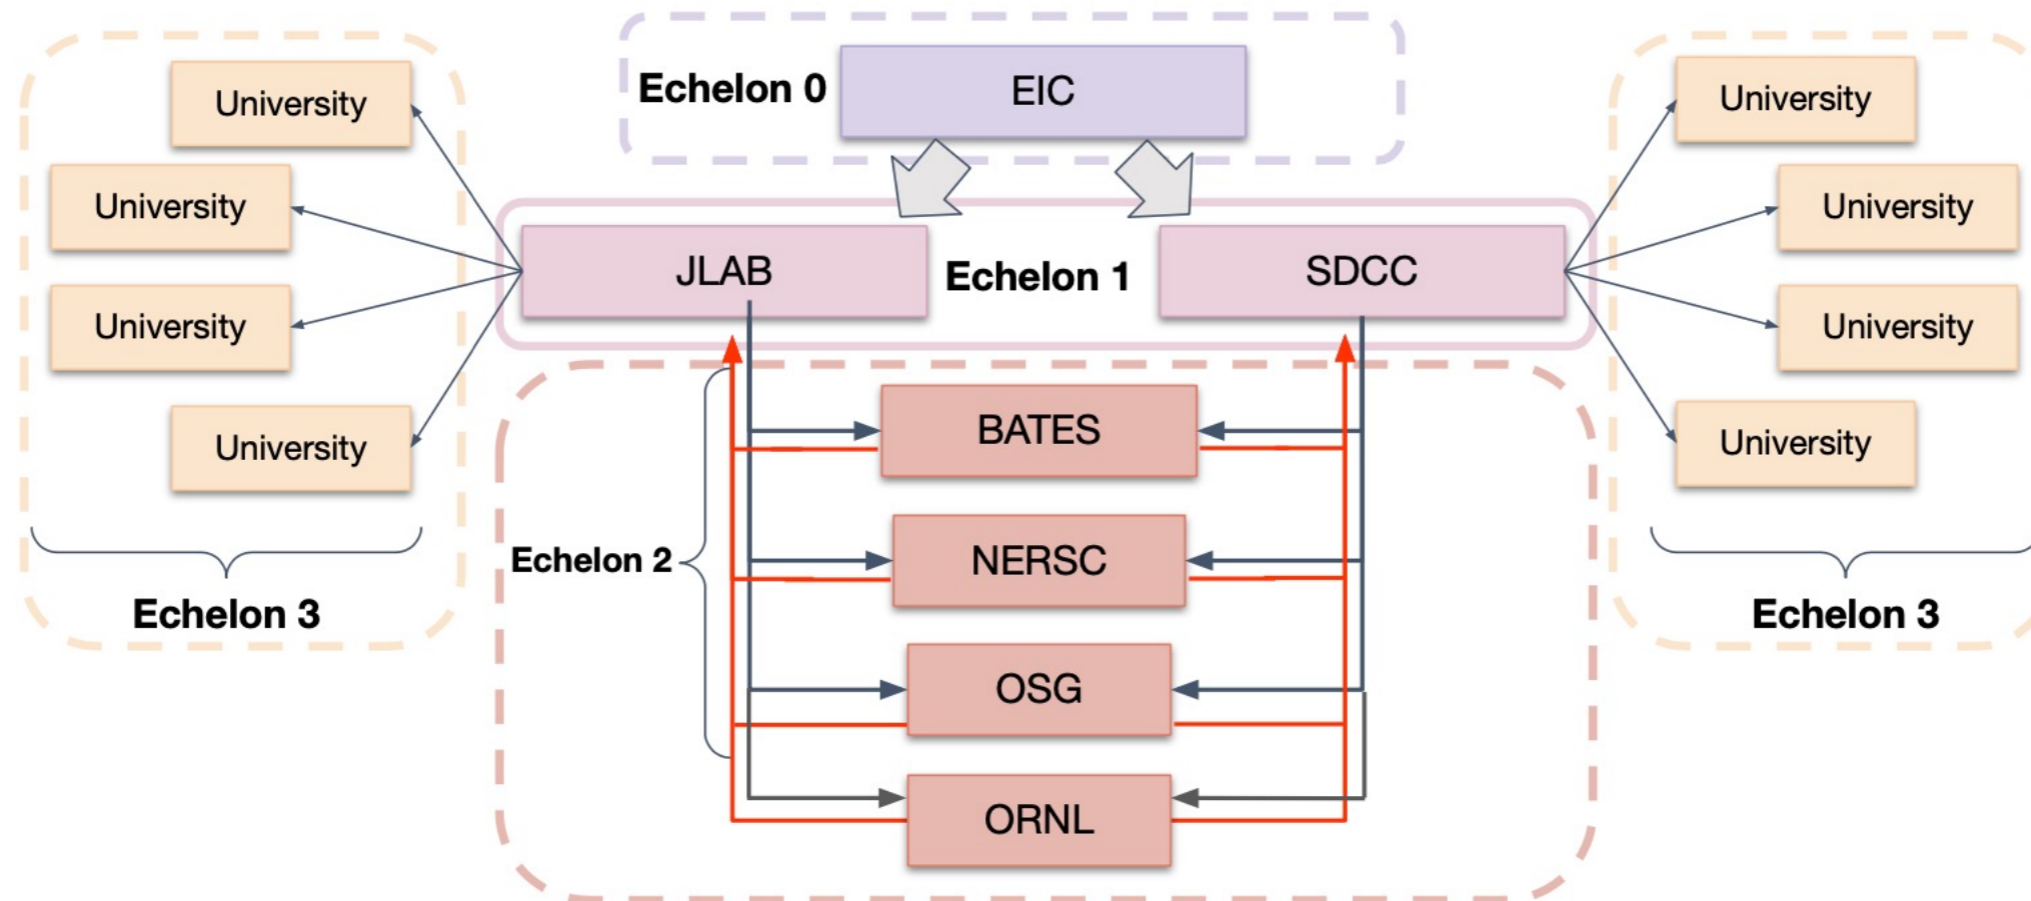 Echelon 0
EIC
University
University
University
University
Echelon 3
JLAB
Echelon 1
SDCC
Echelon 2
BATES
NERSC
OSG
ORNL
University
University
University
University
Echelon 3